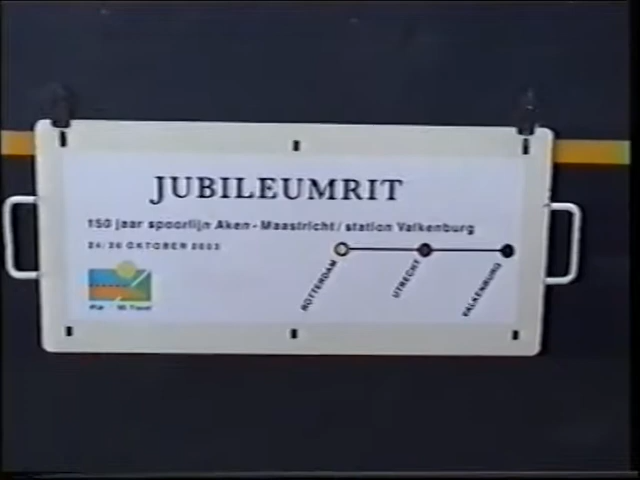 JUBILEUMRIT
150 jaar spoorlijn Aken - Maastricht / station Valkenburg
24/26 OKTOBER 2003
ROTTERDAM
UTRECHT
VALKENBURG